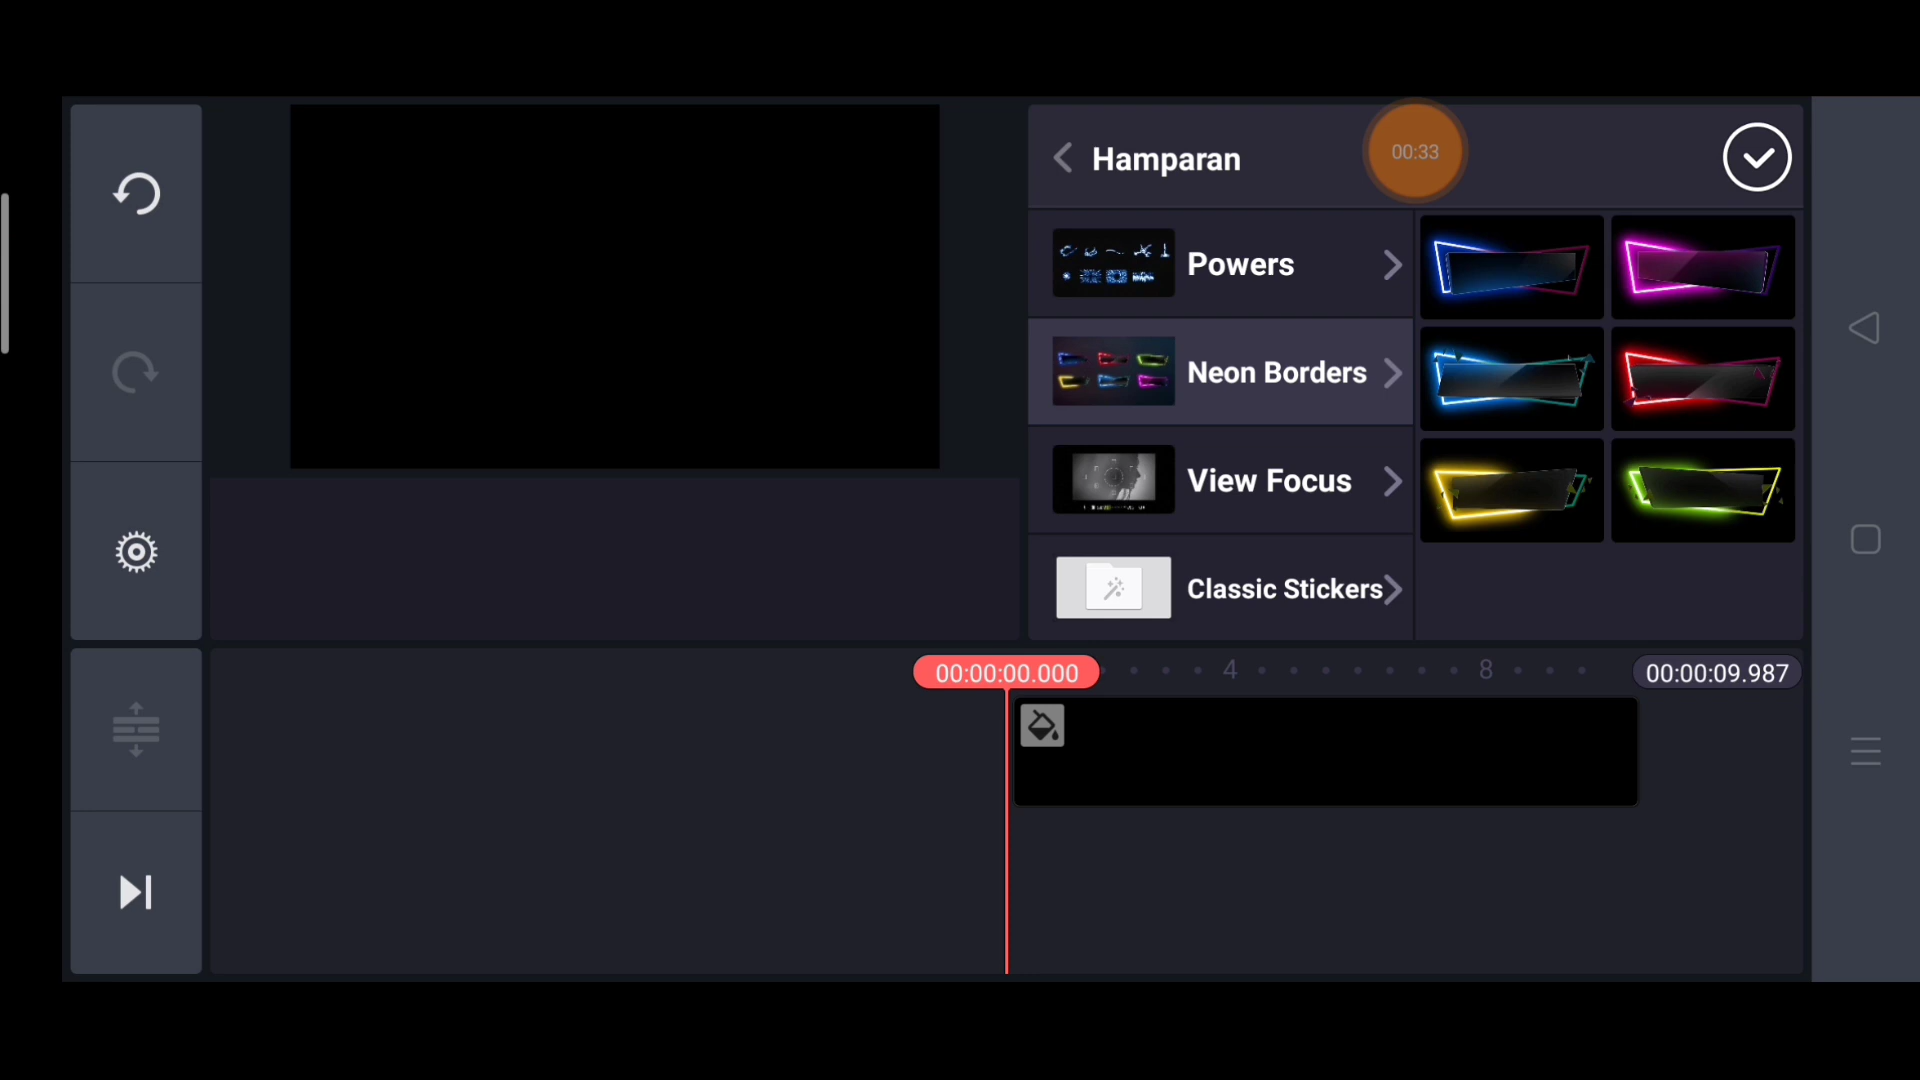 Hamparan
00:33
Powers
Neon Borders
View Focus
Classic Stickers
00:00:00.000
4
8
00:00:09.987